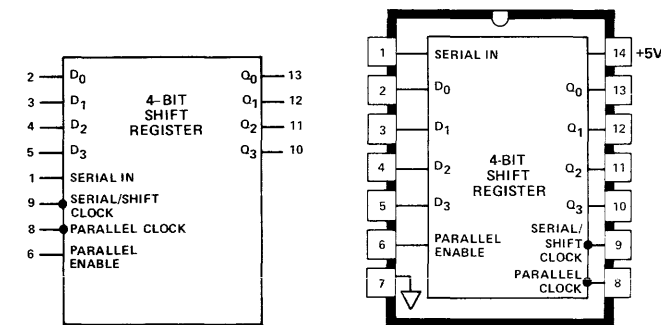 2 D0 Q0 13
3 D1 4-BIT Q1 12
SHIFT
4 D2 REGISTER Q2 11
5 D3 Q3 10
1 SERIAL IN
9 SERIAL/SHIFT
CLOCK
8 PARALLEL CLOCK
6 PARALLEL
ENABLE
1 SERIAL IN 14 +5V
2 D0 Q0 13
3 D1 Q1 12
4-BIT
4 D2 SHIFT Q2 11
REGISTER
5 D3 Q3 10
SERIAL/
6 PARALLEL SHIFT 9
ENABLE CLOCK
7 PARALLEL 8
CLOCK